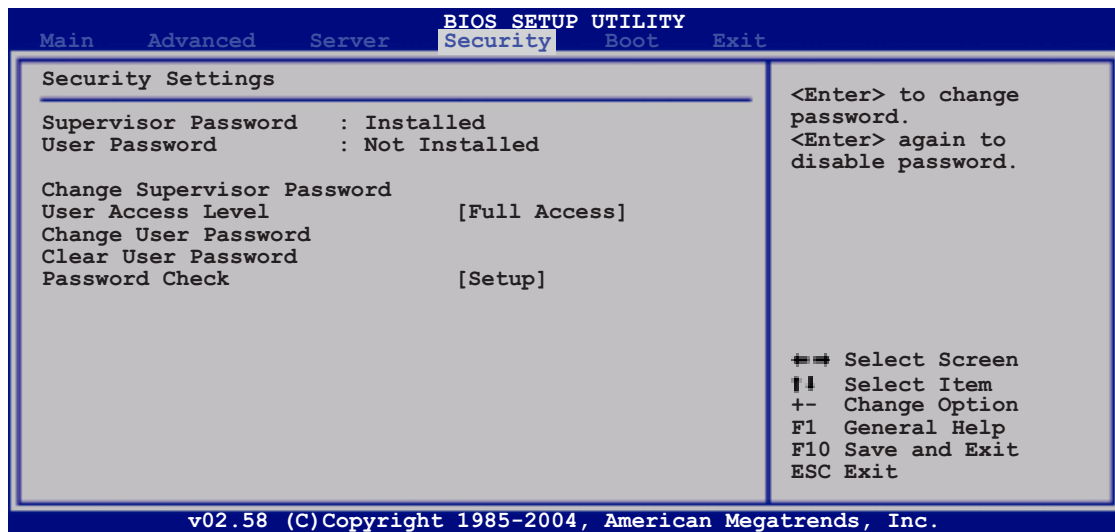 BIOS SETUP UTILITY
Main Advanced Server Security Boot Exit
Security Settings
Supervisor Password : Installed
User Password : Not Installed
Change Supervisor Password
User Access Level [Full Access]
Change User Password
Clear User Password
Password Check [Setup]
<Enter> to change
password.
<Enter> again to
disable password.
Select Screen
Select Item
+- Change Option
F1 General Help
F10 Save and Exit
ESC Exit
v02.58 (C)Copyright 1985-2004, American Megatrends, Inc.